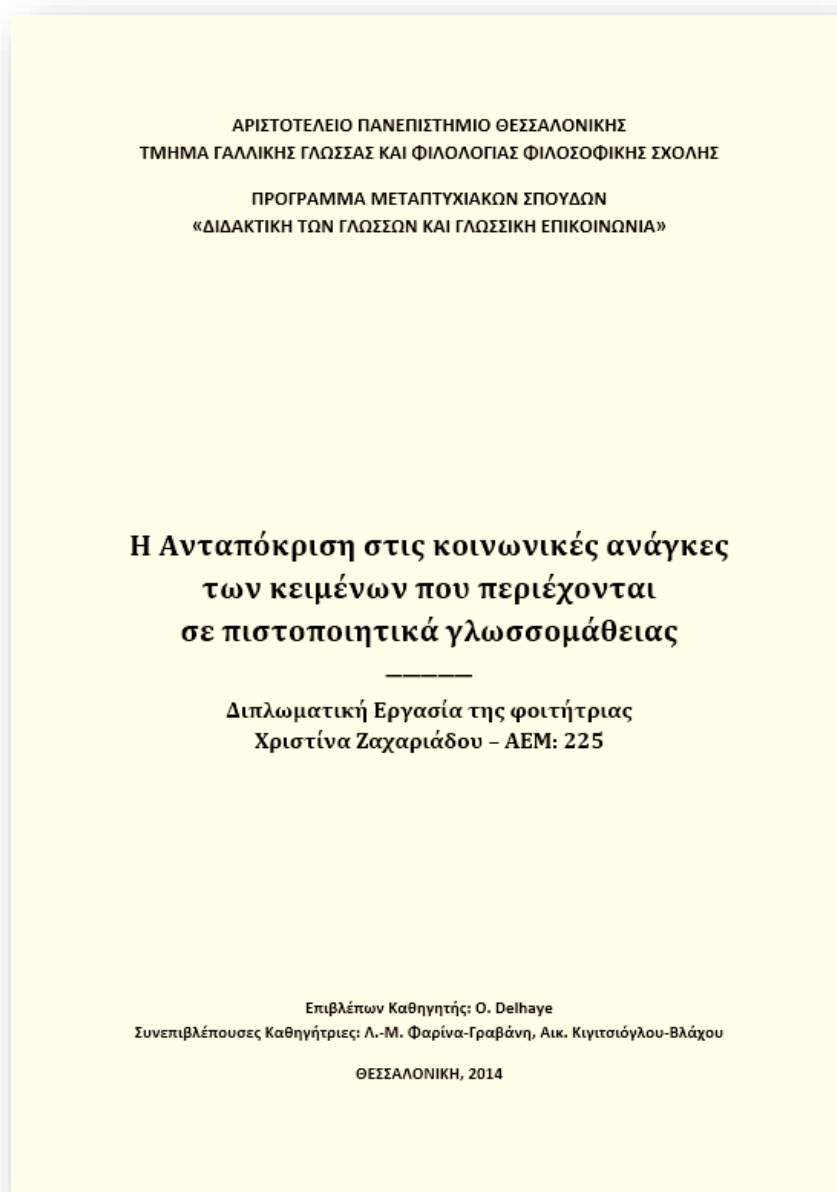 ΑΡΙΣΤΟΤΕΛΕΙΟ ΠΑΝΕΠΙΣΤΗΜΙΟ ΘΕΣΣΑΛΟΝΙΚΗΣ
ΤΜΗΜΑ ΓΑΛΛΙΚΗΣ ΓΛΩΣΣΑΣ ΚΑΙ ΦΙΛΟΛΟΓΙΑΣ ΦΙΛΟΣΟΦΙΚΗΣ ΣΧΟΛΗΣ
ΠΡΟΓΡΑΜΜΑ ΜΕΤΑΠΤΥΧΙΑΚΩΝ ΣΠΟΥΔΩΝ
«ΔΙΔΑΚΤΙΚΗ ΤΩΝ ΓΛΩΣΣΩΝ ΚΑΙ ΓΛΩΣΣΙΚΗ ΕΠΙΚΟΙΝΩΝΙΑ»
Η Ανταπόκριση στις κοινωνικές ανάγκες
των κειμένων που περιέχονται
σε πιστοποιητικά γλωσσομάθειας
Διπλωματική Εργασία της φοιτήτριας
Χριστίνα Ζαχαριάδου – ΑΕΜ: 225
Επιβλέπων Καθηγητής: O. Delhaye
Συνεπιβλέπουσες Καθηγήτριες: Λ.-Μ. Φαρίνα-Γραβάνη, Αικ. Κιγιτσιόγλου-Βλάχου
ΘΕΣΣΑΛΟΝΙΚΗ, 2014